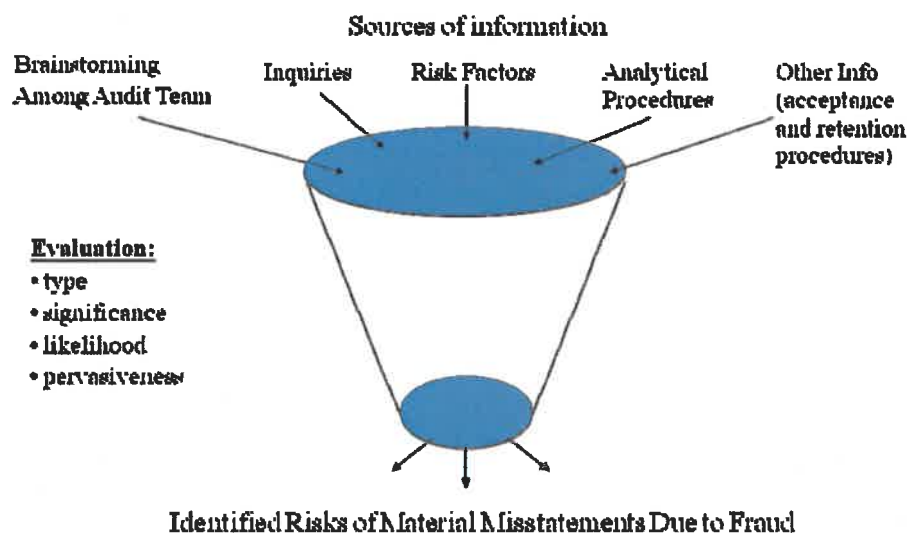 Sources of information
Brainstorming
Among Audit Team
Inquiries
Risk Factors
Analytical
Procedures
Other Info
(acceptance
and retention
procedures)
Evaluation:
• type
• significance
• likelihood
• pervasiveness
Identified Risks of Material Misstatements Due to Fraud